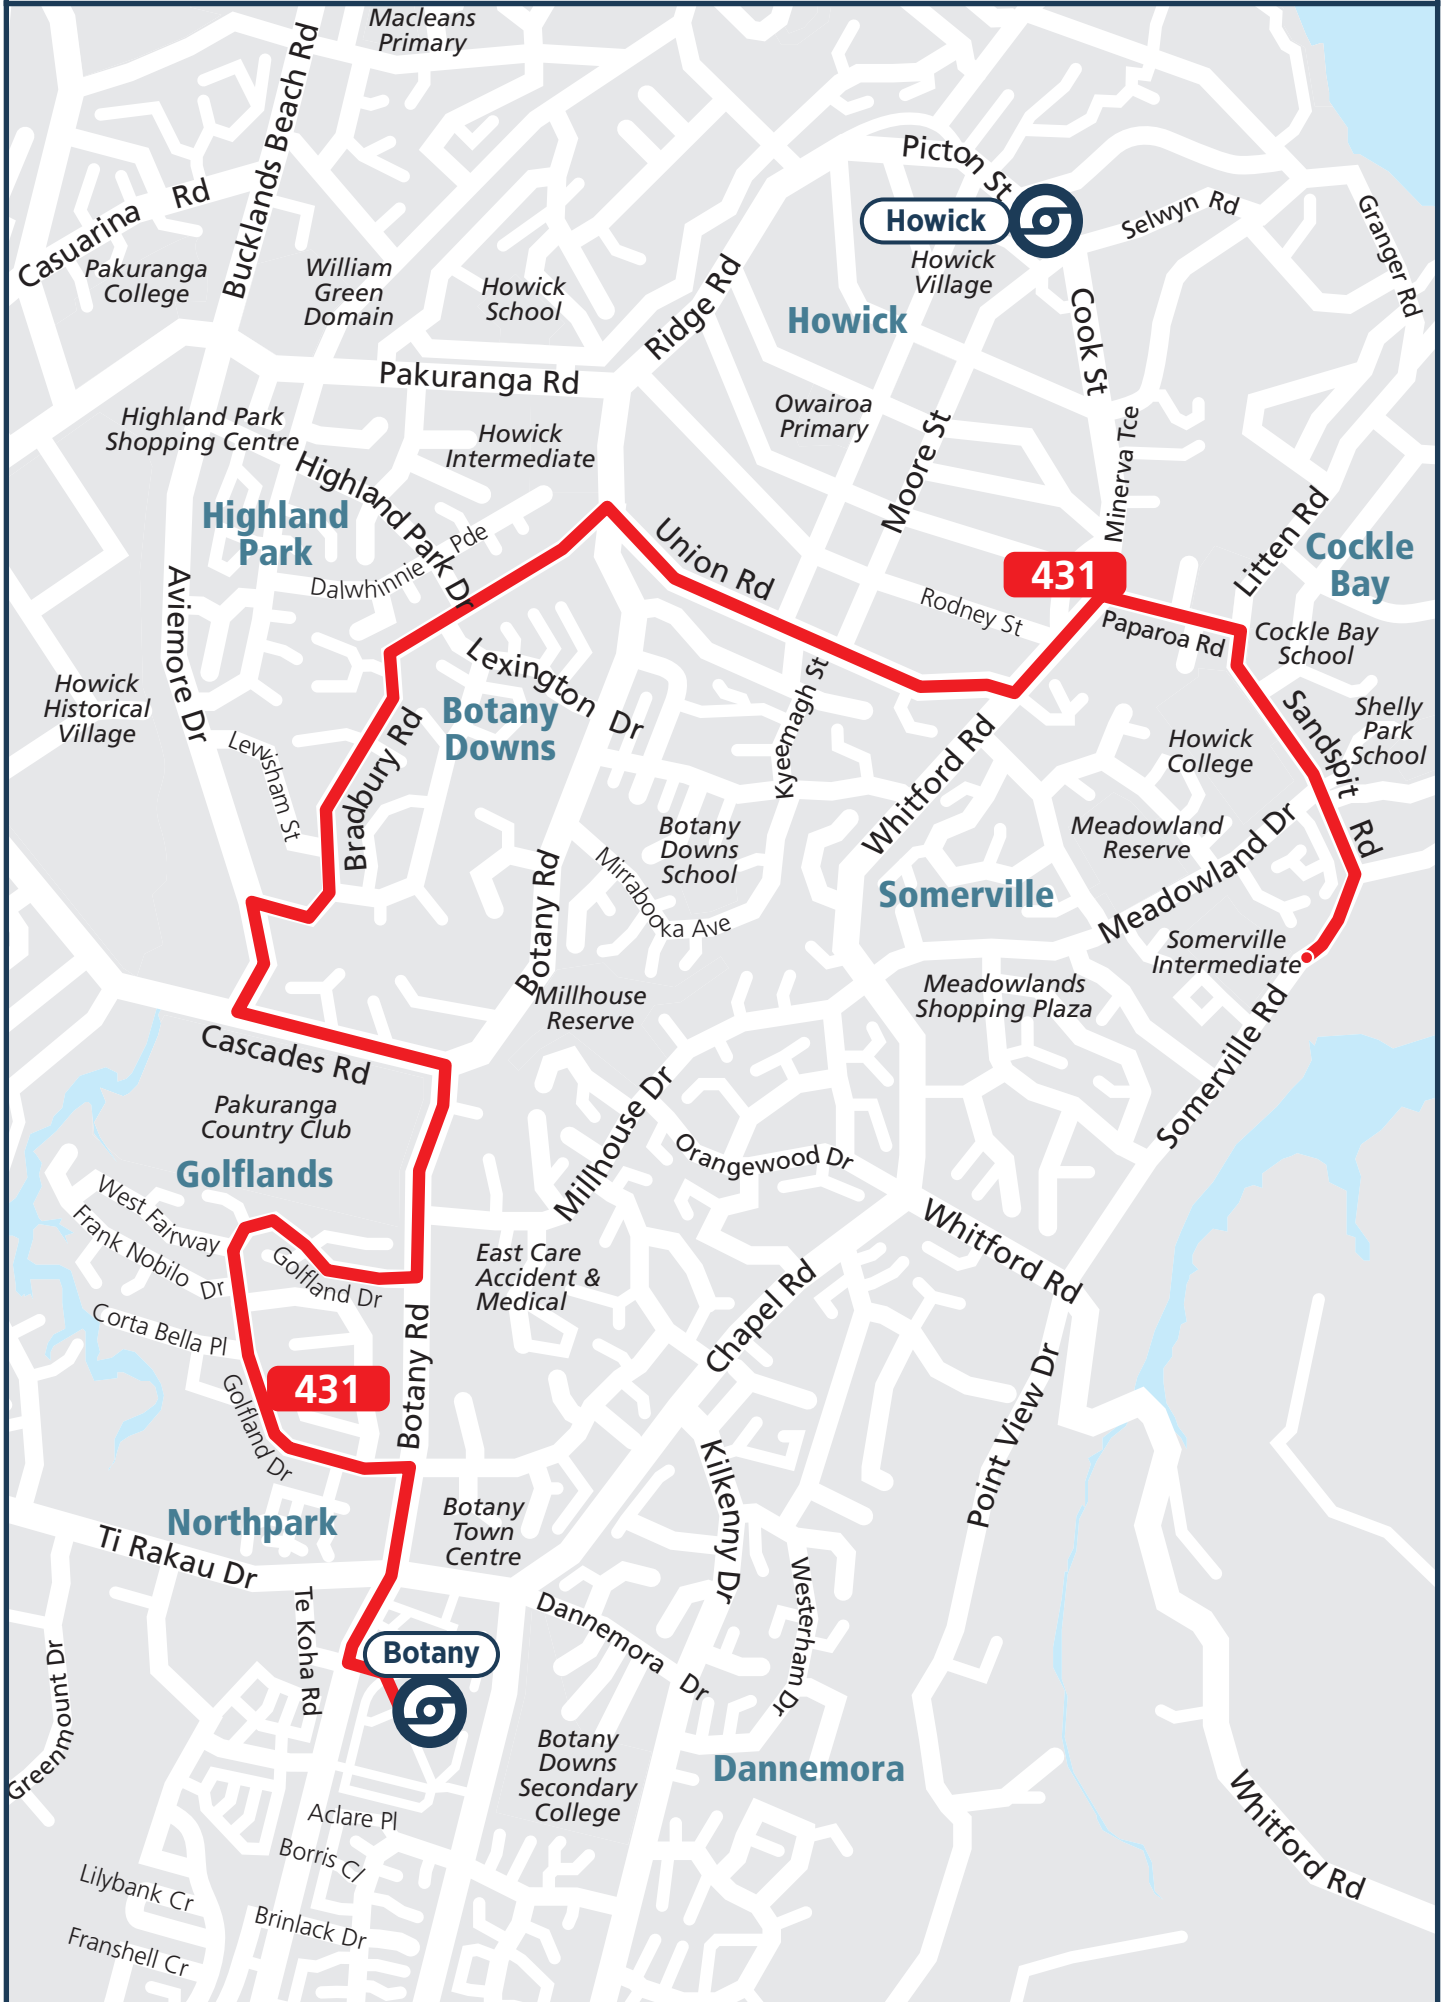 Macleans
Primary
Bucklands Beach Rd
Casuarina Rd
Picton St
Howick
Selwyn Rd
Granger Rd
Pakuranga
College
William
Green
Domain
Howick
School
Howick
Village
Ridge Rd
Howick
Cook St
Pakuranga Rd
Highland Park
Shopping Centre
Howick
Intermediate
Owairoa
Primary
Moore St
Minerva Tce
Highland Park Dr
Highland
Park
Dalwhinnie Pde
Union Rd
Litten Rd
Cockle
Bay
431
Aviemore Dr
Rodney St
Paparoa Rd
Cockle Bay
School
Lexington Dr
Kyeemagh St
Howick
Historical
Village
Botany
Downs
Sandspit Rd
Shelly
Park
School
Lewisham St
Bradbury Rd
Whitford Rd
Howick
College
Botany
Downs
School
Meadowland
Reserve
Meadowland Dr
Mirrabooka Ave
Botany Rd
Somerville
Somerville
Intermediate
Millhouse
Reserve
Meadowlands
Shopping Plaza
Cascades Rd
Somerville Rd
Pakuranga
Country Club
Millhouse Dr
Orangewood Dr
Golflands
West Fairway
Frank Nobilo Dr
Golfland Dr
Whitford Rd
East Care
Accident &
Medical
Corta Bella Pl
Chapel Rd
Botany Rd
431
Golfland Dr
Point View Dr
Kilkenny Dr
Northpark
Botany
Town
Centre
Ti Rakau Dr
Te Koha Rd
Dannemora Dr
Westerham Dr
Botany
Greenmount Dr
Botany
Downs
Secondary
College
Dannemora
Aclare Pl
Whitford Rd
Borris Cl
Lilybank Cr
Brinlack Dr
Franshell Cr